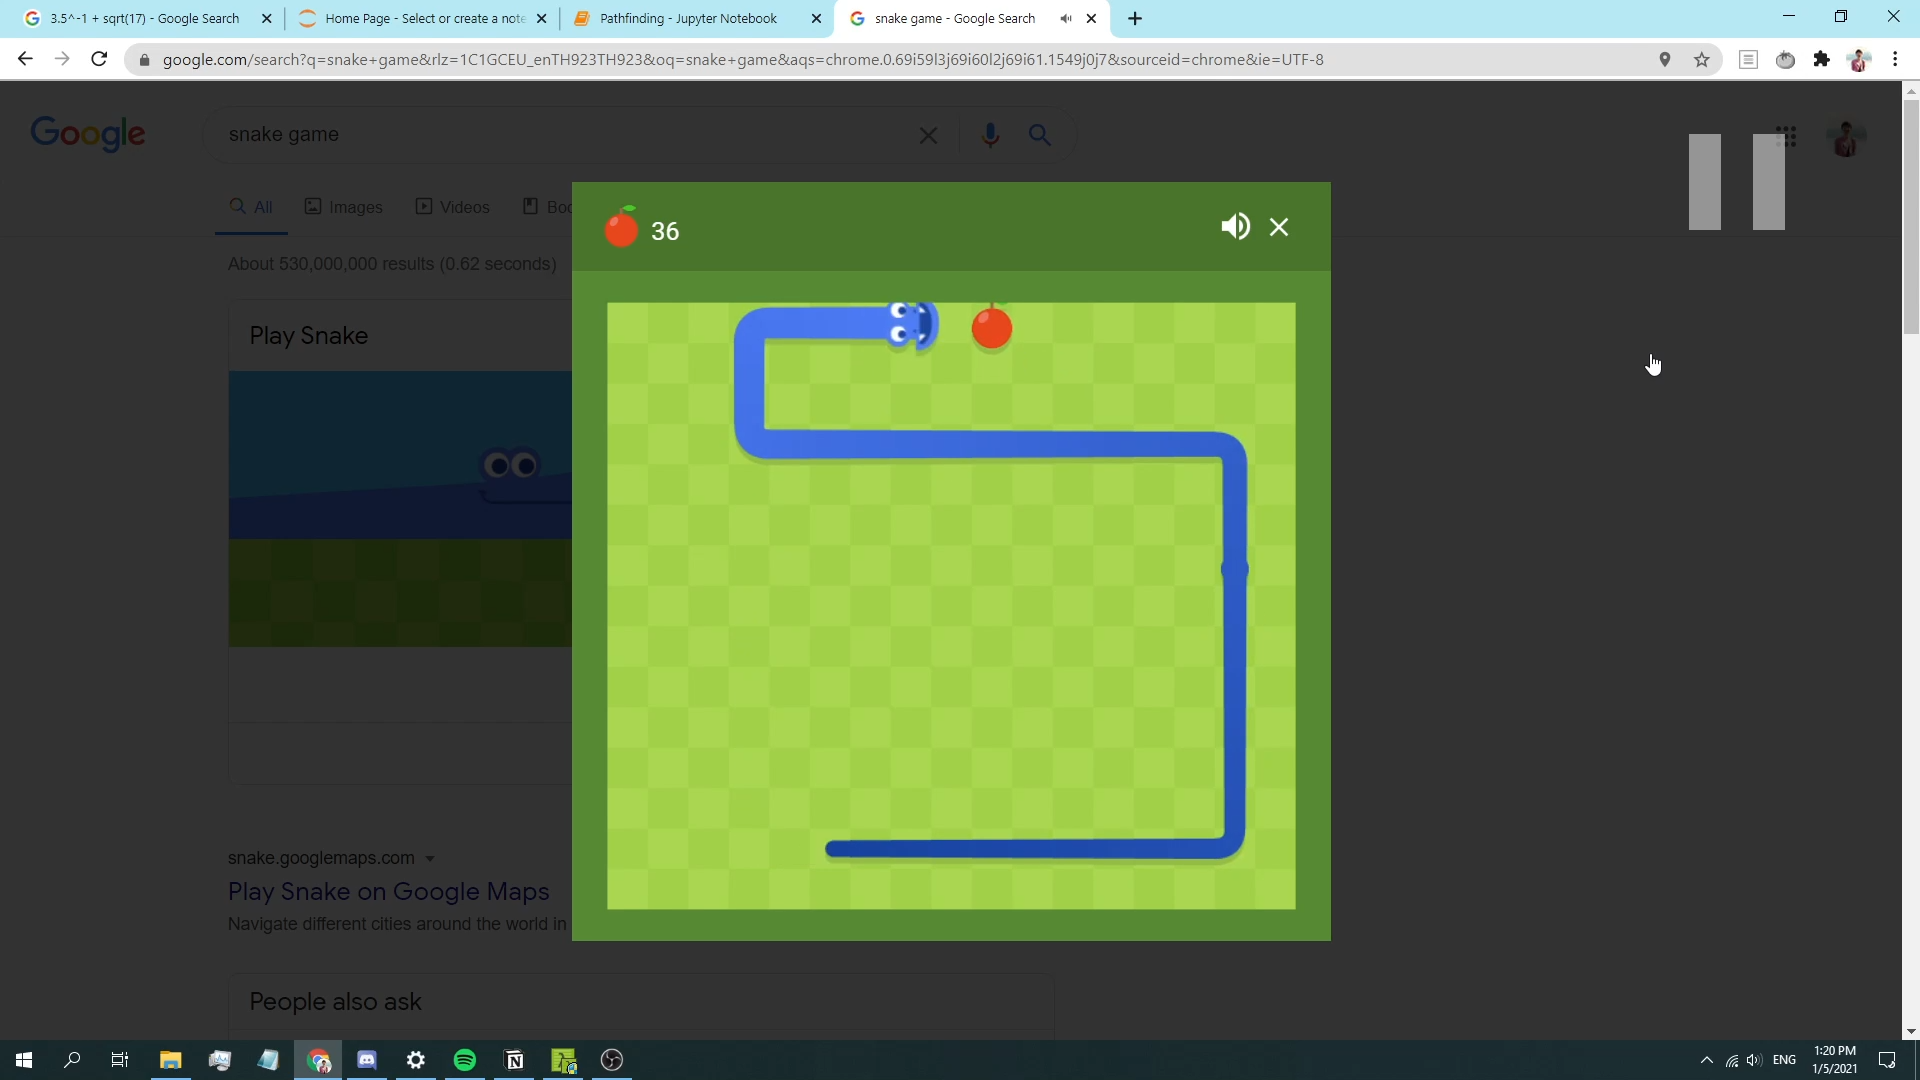 3.5^-1 + sqrt(17) - Google Search
Home Page - Select or create a note
Pathfinding - Jupyter Notebook
snake game - Google Search
google.com/search?q=snake+game&rlz=1C1GCEU_enTH923TH923&oq=snake+game&aqs=chrome.0.69i59l3j69i60l2j69i61.1549j0j7&sourceid=chrome&ie=UTF-8
Google
snake game
All
Images
Videos
Boo
36
About 530,000,000 results (0.62 seconds)
Play Snake
snake.googlemaps.com
Play Snake on Google Maps
Navigate different cities around the world in
People also ask
ENG
1:20 PM
1/5/2021